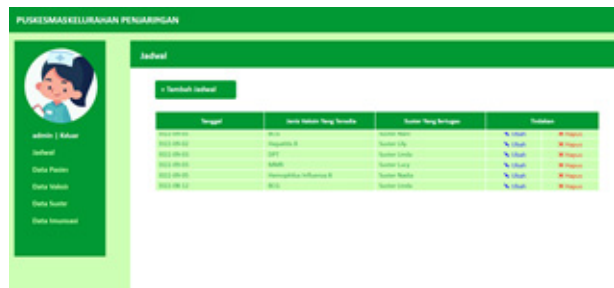 PUSKESMAS KELURAHAN PENJARINGAN
Jadwal
+ Tambah Jadwal
Tanggal Jenis Vaksin Yang Tersedia Suster Yang Bertugas Tindakan
BCG Suster Nani Ubah Hapus
Hepatitis B Suster Lily Ubah Hapus
DPT Suster Linda Ubah Hapus
MMR Suster Lucy Ubah Hapus
Haemophilus Influenza B Suster Nadia Ubah Hapus
BCG Suster Linda Ubah Hapus
admin | Keluar
Jadwal
Data Pasien
Data Vaksin
Data Suster
Data Imunisasi